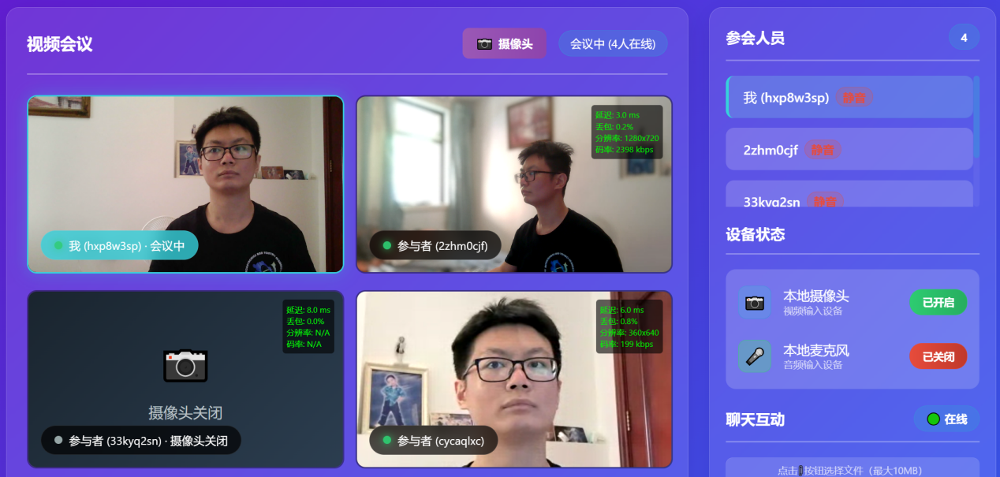 视频会议
摄像头
会议中 (4人在线)
我 (hxp8w3sp) · 会议中
延迟: 3.0 ms
丢包: 0.2%
分辨率: 1280x720
码率: 2398 kbps
参与者 (2zhm0cjf)
延迟: 8.0 ms
丢包: 0.0%
分辨率: N/A
码率: N/A
摄像头关闭
参与者 (33kyq2sn) · 摄像头关闭
延迟: 6.0 ms
丢包: 0.8%
分辨率: 360x640
码率: 199 kbps
参与者 (cycaqlxc)
参会人员
4
我 (hxp8w3sp) 静音
2zhm0cjf 静音
33kyq2sn 静音
设备状态
本地摄像头
视频输入设备
已开启
本地麦克风
音频输入设备
已关闭
聊天互动
在线
点击 按钮选择文件（最大10MB）